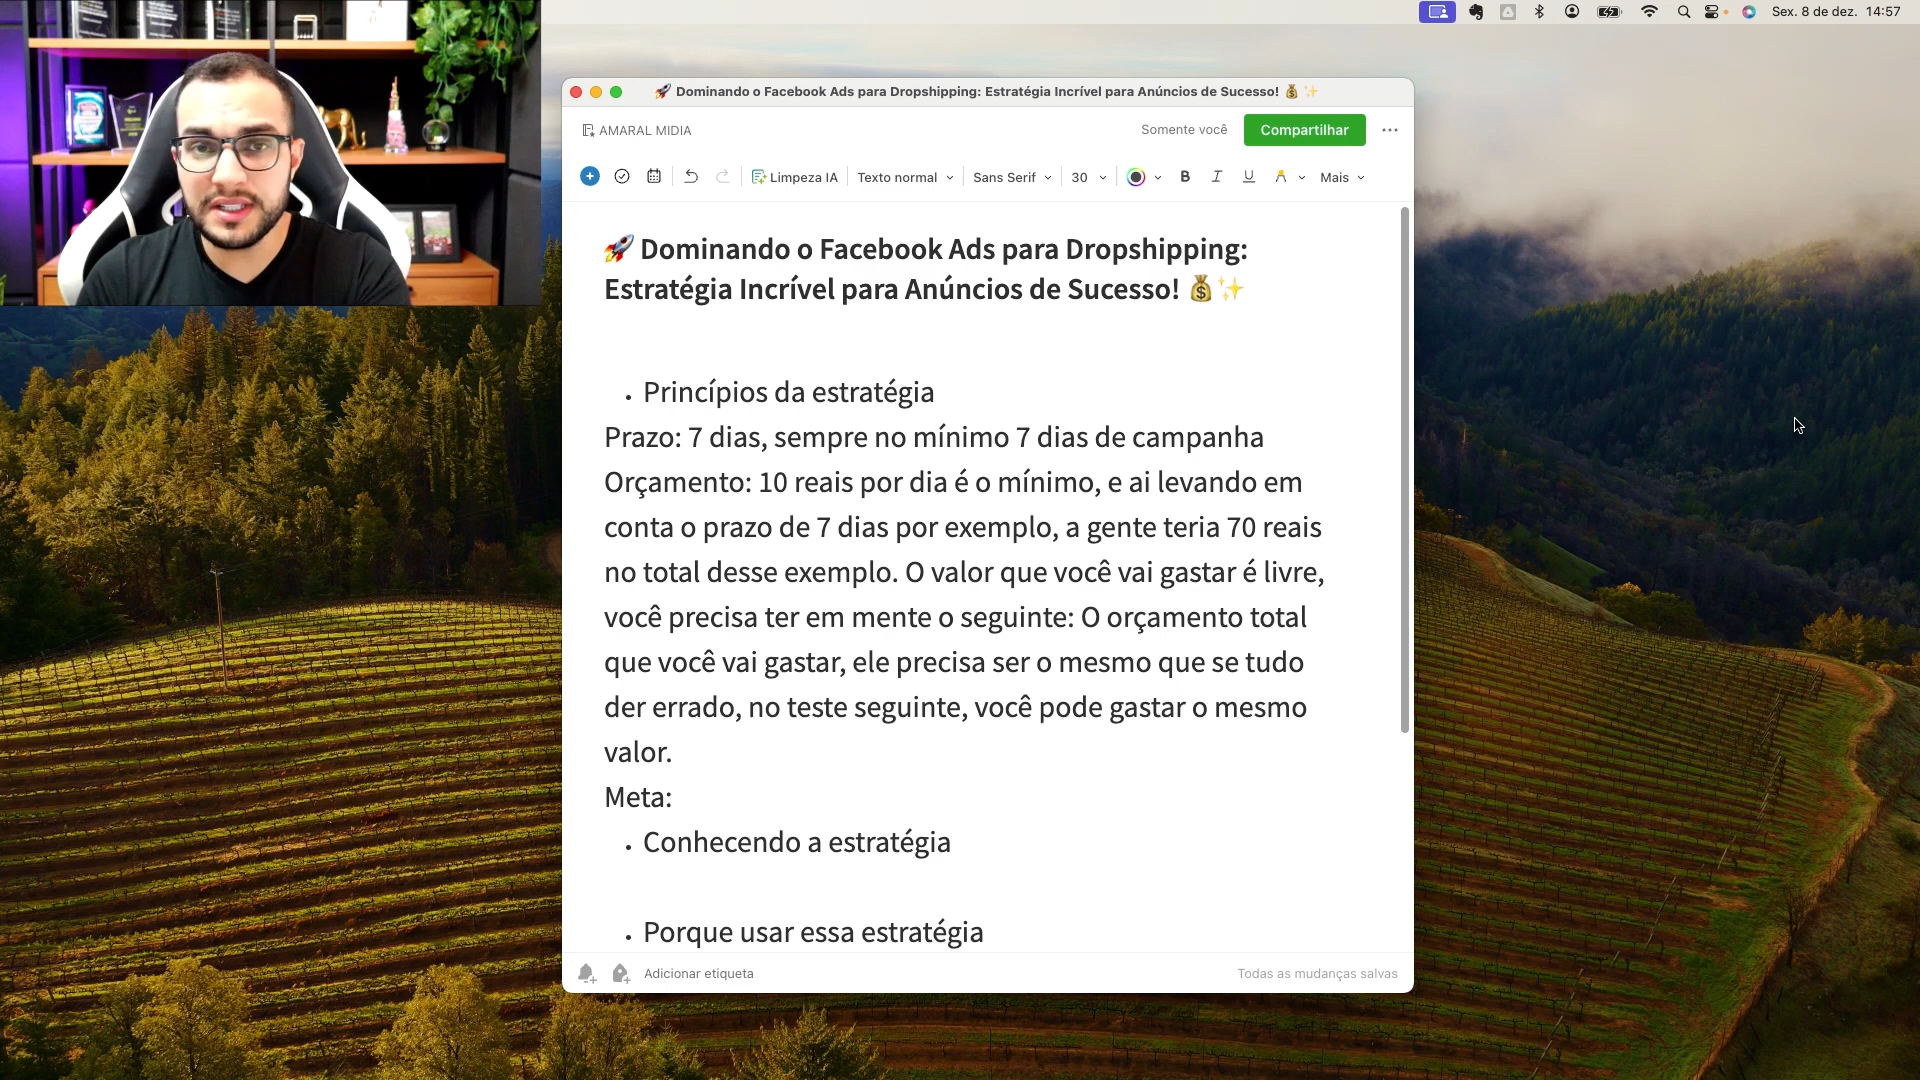 Sex. 8 de dez. 14:57
🚀 Dominando o Facebook Ads para Dropshipping: Estratégia Incrível para Anúncios de Sucesso! 💰✨
AMARAL MIDIA
Somente você
Compartilhar
Limpeza IA
Texto normal
Sans Serif
30
B
I
U
A
Mais
🚀 Dominando o Facebook Ads para Dropshipping:
Estratégia Incrível para Anúncios de Sucesso! 💰✨
• Princípios da estratégia
Prazo: 7 dias, sempre no mínimo 7 dias de campanha
Orçamento: 10 reais por dia é o mínimo, e ai levando em
conta o prazo de 7 dias por exemplo, a gente teria 70 reais
no total desse exemplo. O valor que você vai gastar é livre,
você precisa ter em mente o seguinte: O orçamento total
que você vai gastar, ele precisa ser o mesmo que se tudo
der errado, no teste seguinte, você pode gastar o mesmo
valor.
Meta:
• Conhecendo a estratégia
• Porque usar essa estratégia
Adicionar etiqueta
Todas as mudanças salvas